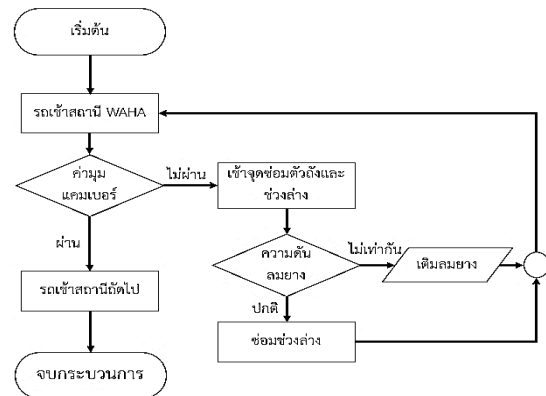 เริ่มต้น
รถเข้าสถานี WAHA
ค่ามุม
แคมเบอร์
ไม่ผ่าน
เข้าจุดซ่อมตัวถังและ
ช่วงล่าง
ผ่าน
ความดัน
ลมยาง
ไม่เท่ากัน
เติมลมยาง
รถเข้าสถานีถัดไป
ปกติ
ซ่อมช่วงล่าง
จบกระบวนการ